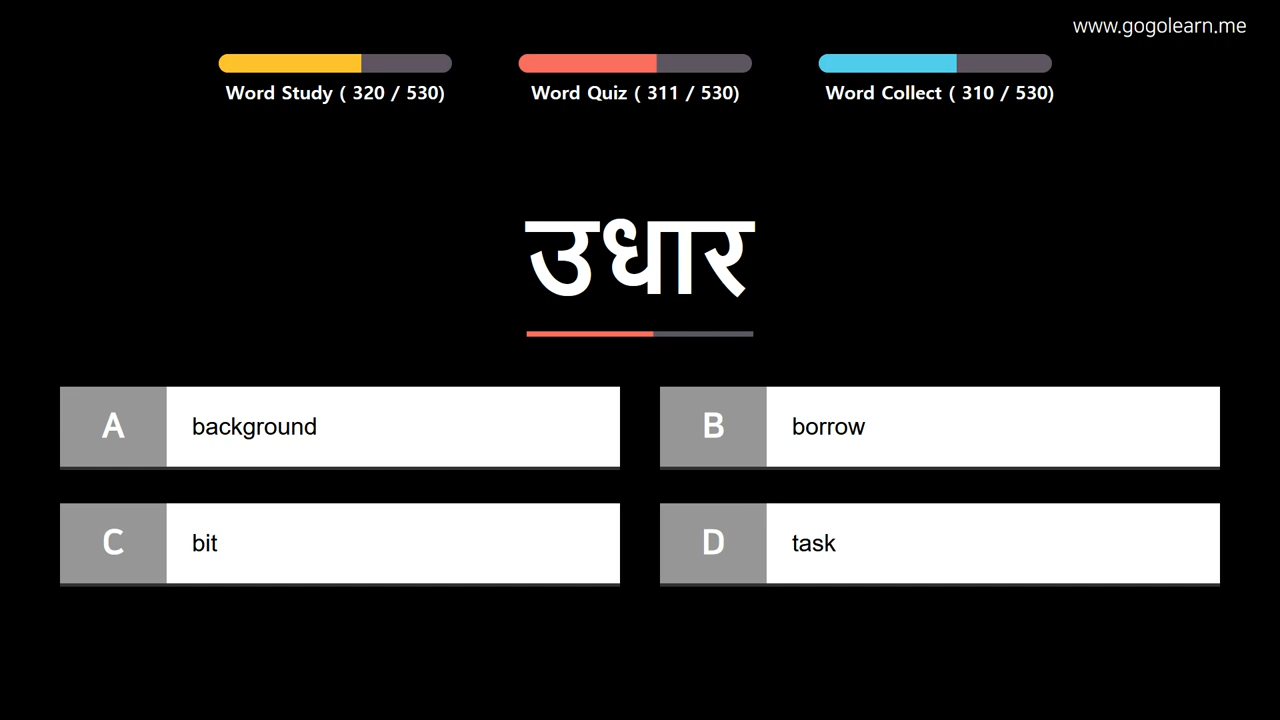 www.gogolearn.me
Word Study ( 320 / 530)
Word Quiz ( 311 / 530)
Word Collect ( 310 / 530)
उधार
A background
B borrow
C bit
D task